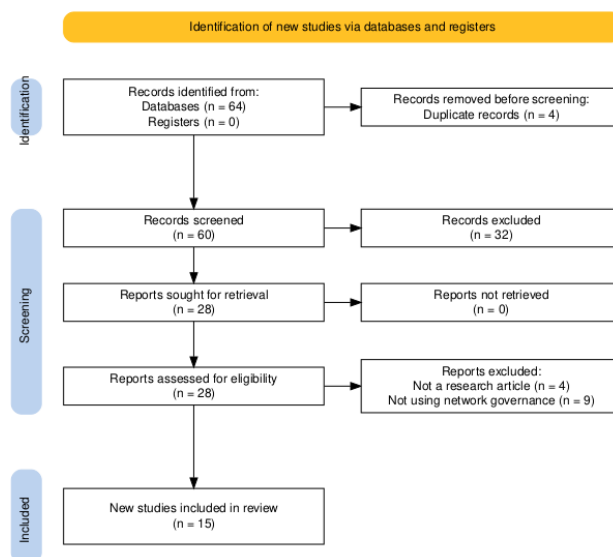 Identification of new studies via databases and registers
Identification
Records identified from:
Databases (n = 64)
Registers (n = 0)
Records removed before screening:
Duplicate records (n = 4)
Screening
Records screened
(n = 60)
Records excluded
(n = 32)
Reports sought for retrieval
(n = 28)
Reports not retrieved
(n = 0)
Reports assessed for eligibility
(n = 28)
Reports excluded:
Not a research article (n = 4)
Not using network governance (n = 9)
Included
New studies included in review
(n = 15)